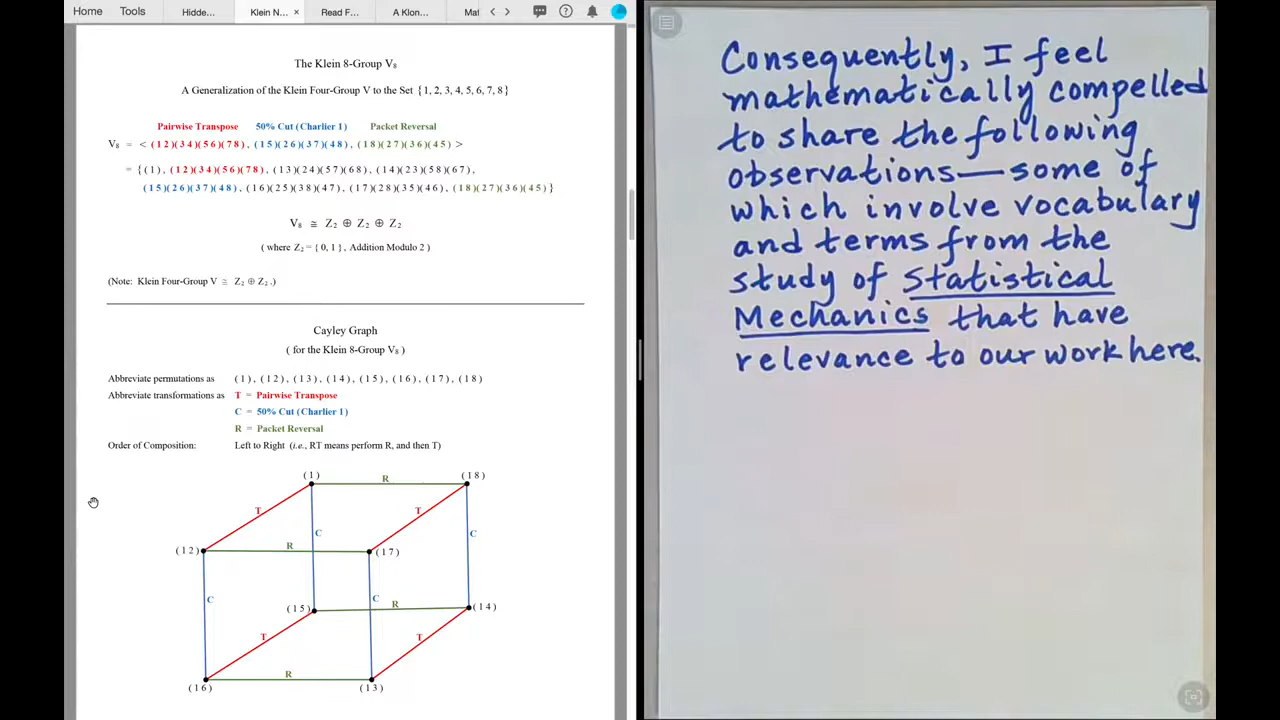 Home Tools Hidde... Klein N... × Read F... A Klon... Mat
The Klein 8-Group V₈
A Generalization of the Klein Four-Group V to the Set {1, 2, 3, 4, 5, 6, 7, 8}
Pairwise Transpose 50% Cut (Charlier 1) Packet Reversal
V₈ = < (12)(34)(56)(78), (15)(26)(37)(48), (18)(27)(36)(45) >
= {(1), (12)(34)(56)(78), (13)(24)(57)(68), (14)(23)(58)(67),
(15)(26)(37)(48), (16)(25)(38)(47), (17)(28)(35)(46), (18)(27)(36)(45)}
V₈ ≅ Z₂ ⊕ Z₂ ⊕ Z₂
(where Z₂ = {0, 1}, Addition Modulo 2)
(Note: Klein Four-Group V ≅ Z₂ ⊕ Z₂.)
Cayley Graph
(for the Klein 8-Group V₈)
Abbreviate permutations as (1), (12), (13), (14), (15), (16), (17), (18)
Abbreviate transformations as T = Pairwise Transpose
C = 50% Cut (Charlier 1)
R = Packet Reversal
Order of Composition: Left to Right (i.e., RT means perform R, and then T)
(1) R (18)
T T
C C
(12) R (17)
C C
(15) R (14)
T T
(16) R (13)
Consequently, I feel
mathematically compelled
to share the following
observations—some of
which involve vocabulary
and terms from the
study of Statistical
Mechanics that have
relevance to our work here.